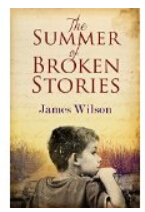 The
SUMMER
of
BROKEN
STORIES
James Wilson